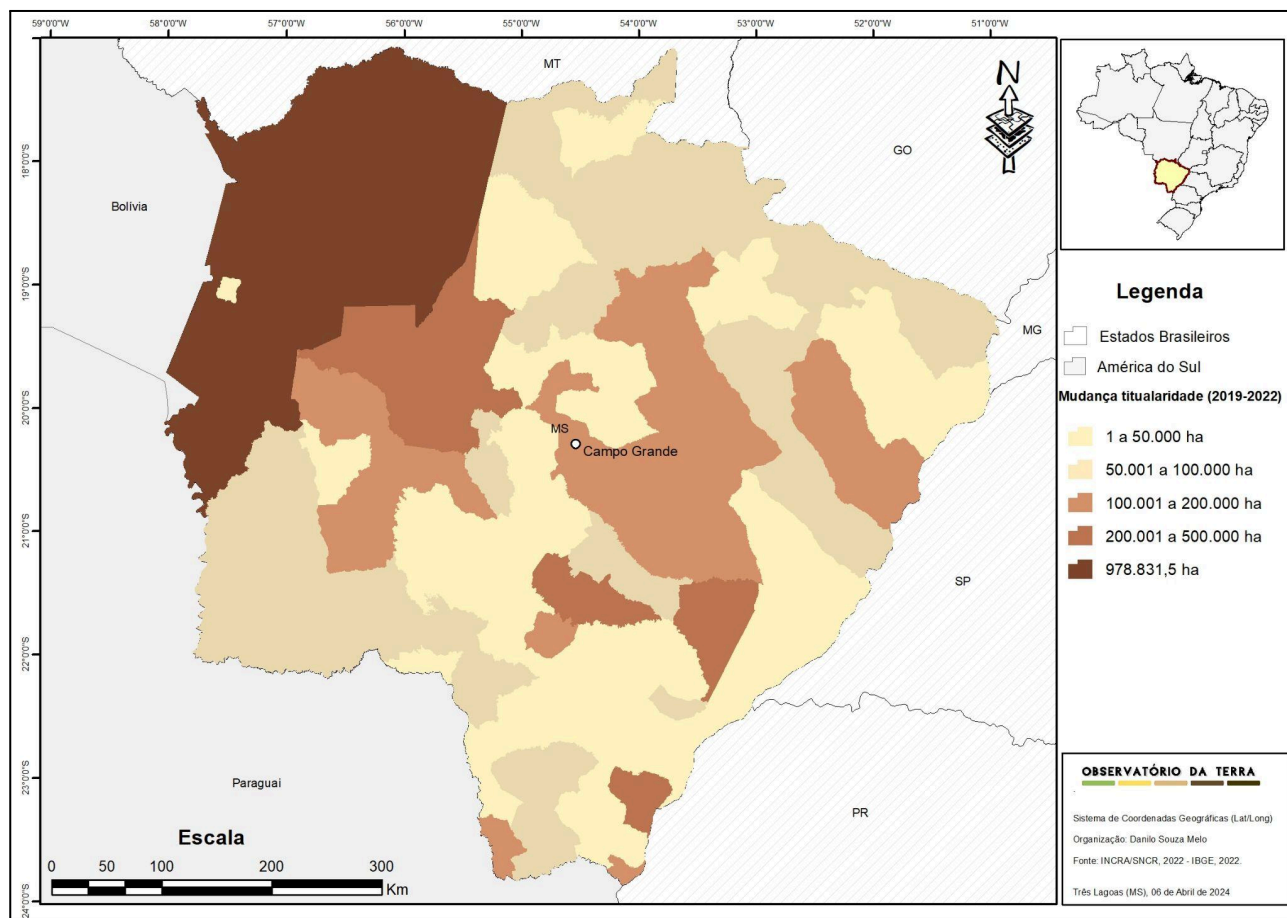 59°0'0"W 58°0'0"W 57°0'0"W 56°0'0"W 55°0'0"W 54°0'0"W 53°0'0"W 52°0'0"W 51°0'0"W
18°0'0"S
19°0'0"S
20°0'0"S
21°0'0"S
22°0'0"S
23°0'0"S
24°0'0"S
MT
N
GO
Bolívia
MG
MS
Campo Grande
SP
Paraguai
PR
Escala
0 50 100 200 300
Km
Legenda
Estados Brasileiros
América do Sul
Mudança titualaridade (2019-2022)
1 a 50.000 ha
50.001 a 100.000 ha
100.001 a 200.000 ha
200.001 a 500.000 ha
978.831,5 ha
OBSERVATÓRIO DA TERRA
Sistema de Coordenadas Geográficas (Lat/Long)
Organização: Danilo Souza Melo
Fonte: INCRA/SNCR, 2022 - IBGE, 2022.
Três Lagoas (MS), 06 de Abril de 2024